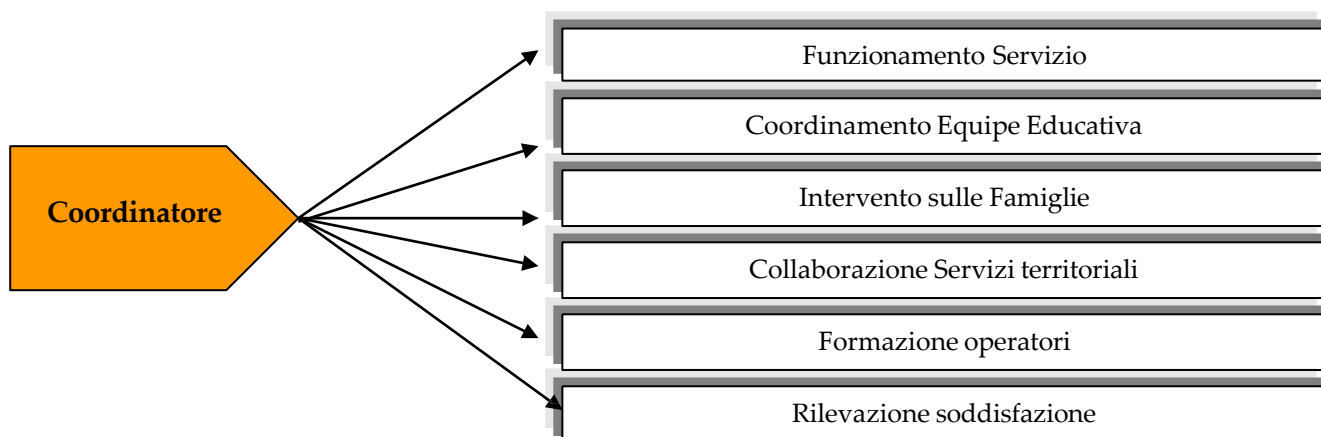 Coordinatore
Funzionamento Servizio
Coordinamento Equipe Educativa
Intervento sulle Famiglie
Collaborazione Servizi territoriali
Formazione operatori
Rilevazione soddisfazione